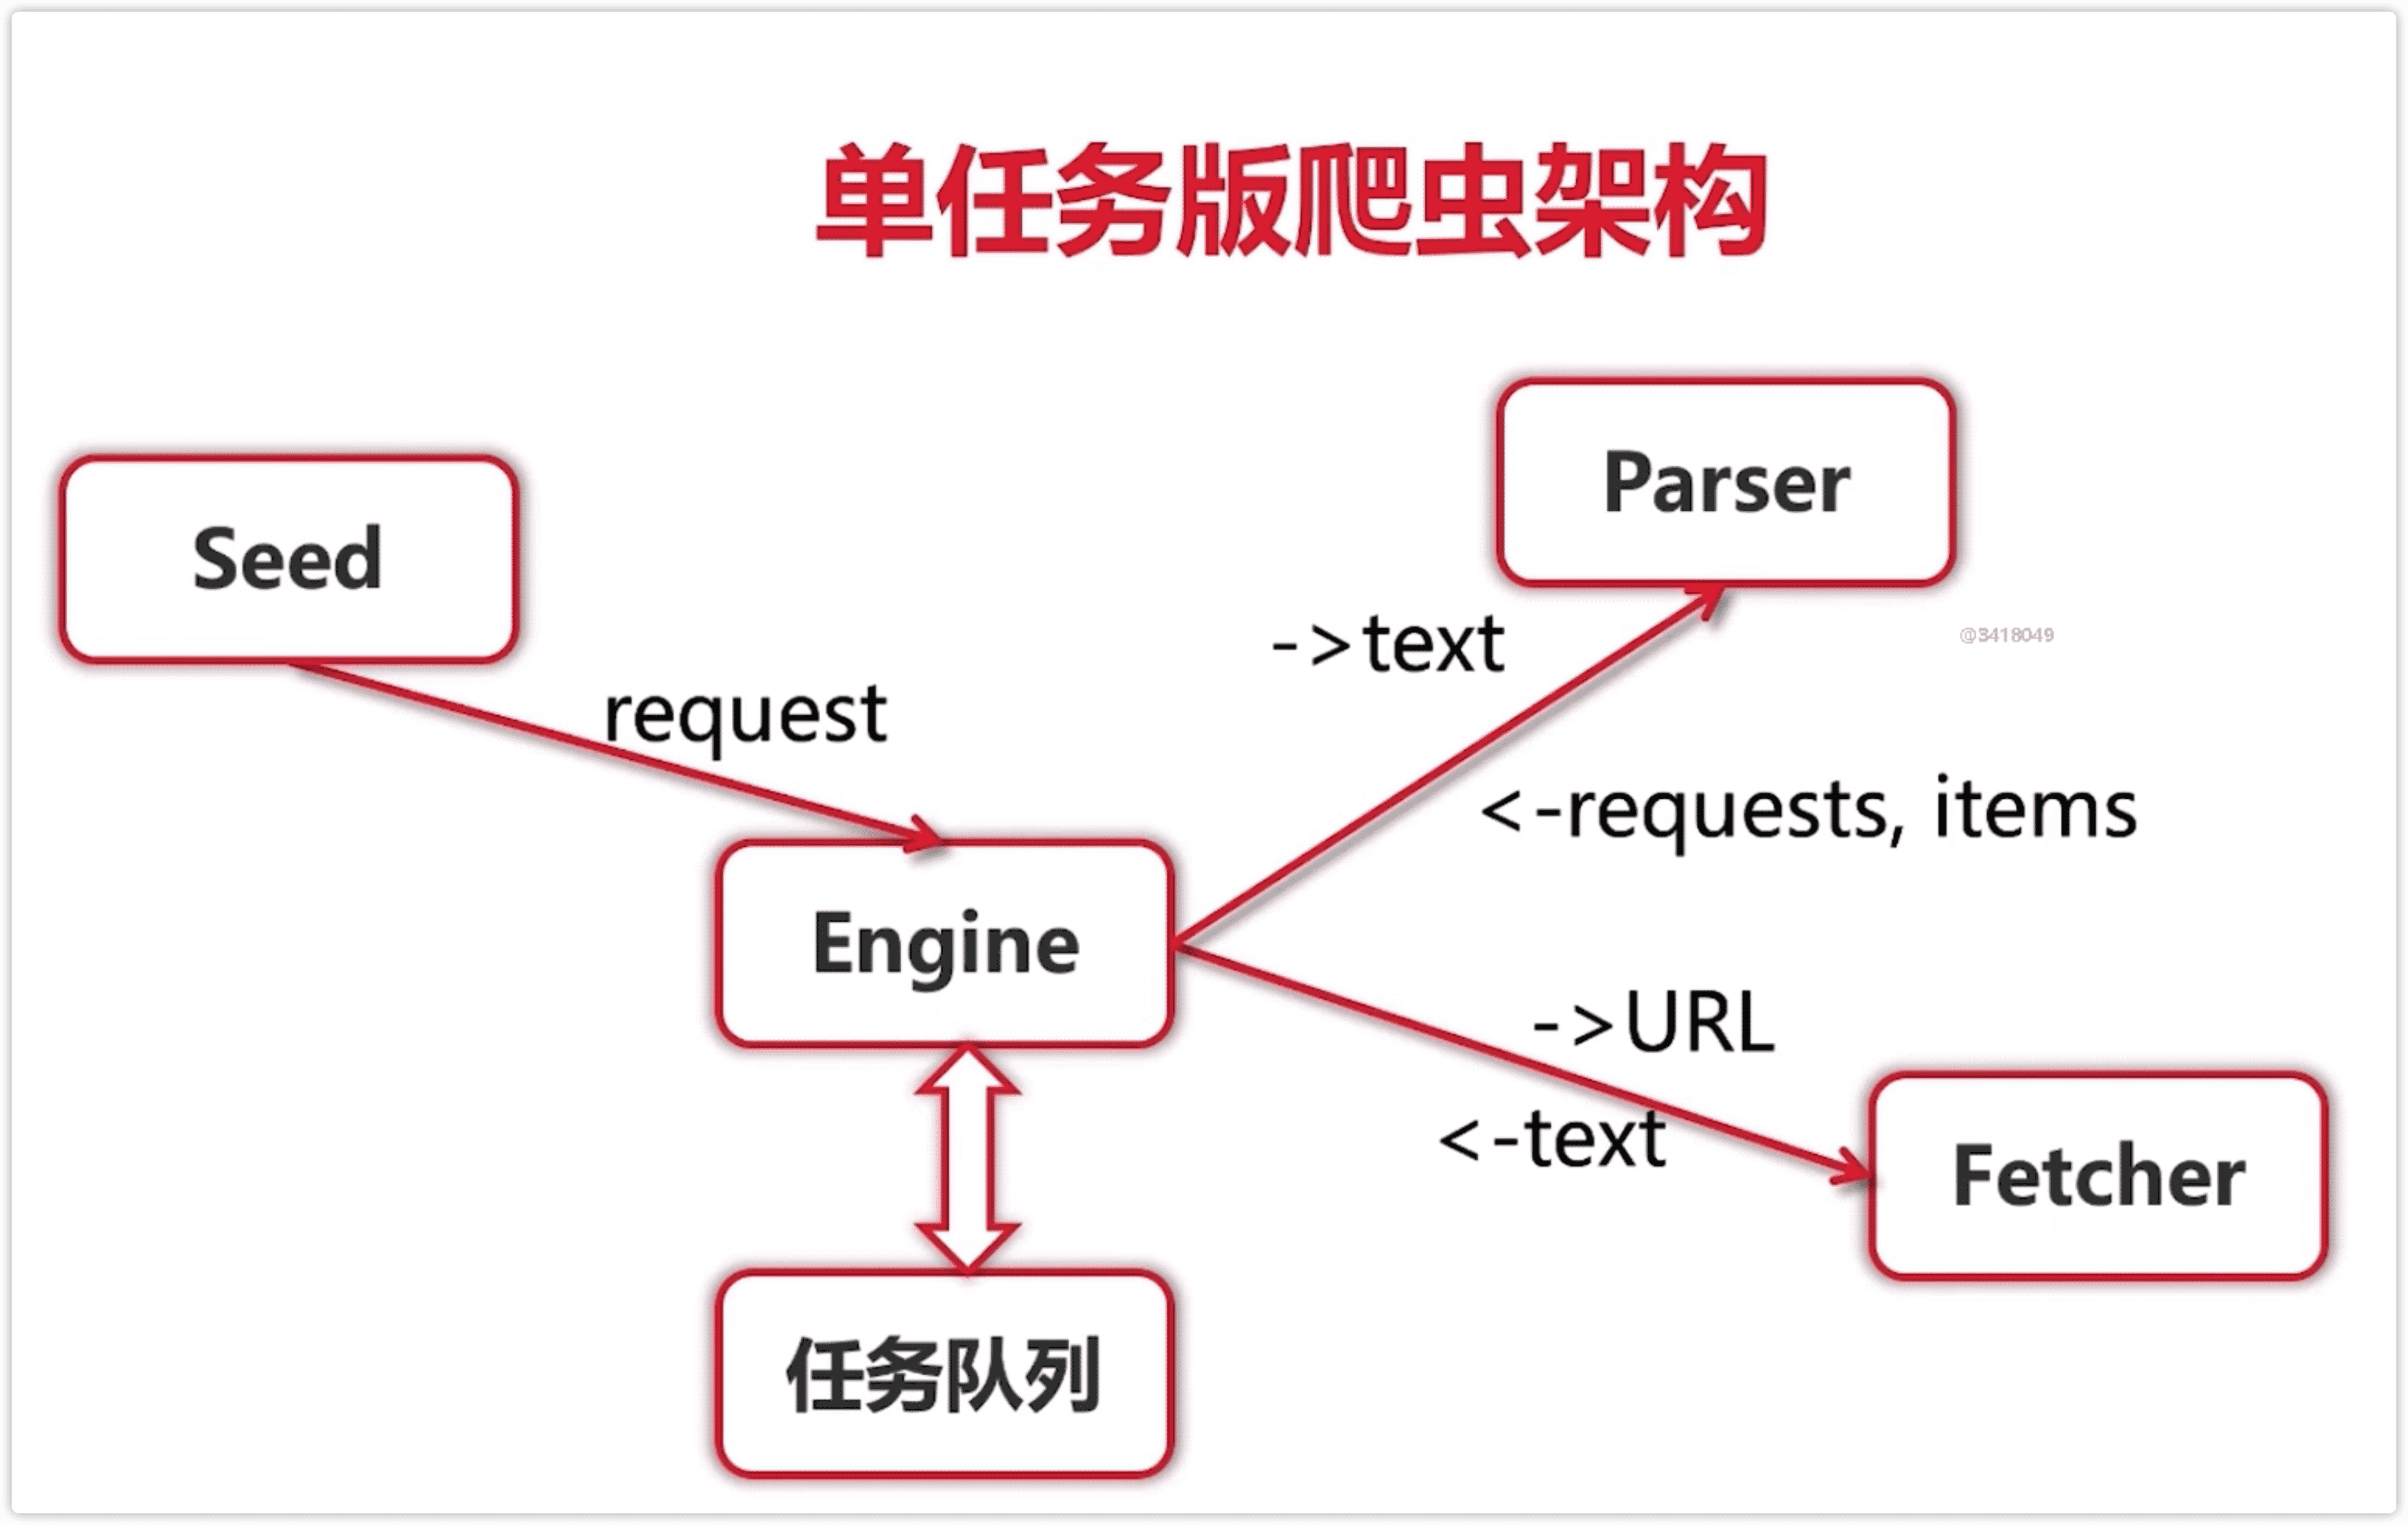 单任务版爬虫架构
Parser
Seed
->text
@3418049
request
<-requests, items
Engine
->URL
<-text
Fetcher
任务队列